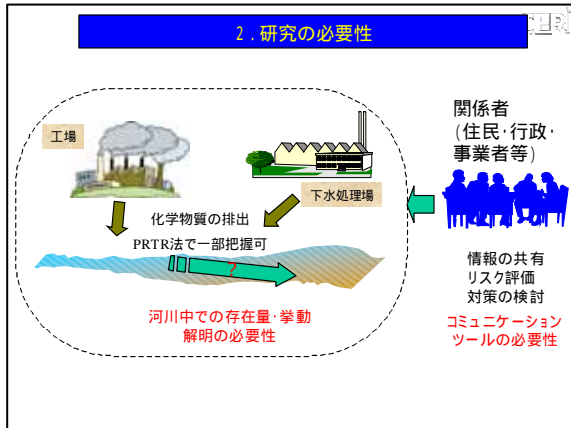 2．研究の必要性
工場
下水処理場
化学物質の排出
PRTR法で一部把握可
?
河川中での存在量･挙動
解明の必要性
関係者
(住民･行政･
事業者等)
情報の共有
リスク評価
対策の検討
コミュニケーション
ツールの必要性